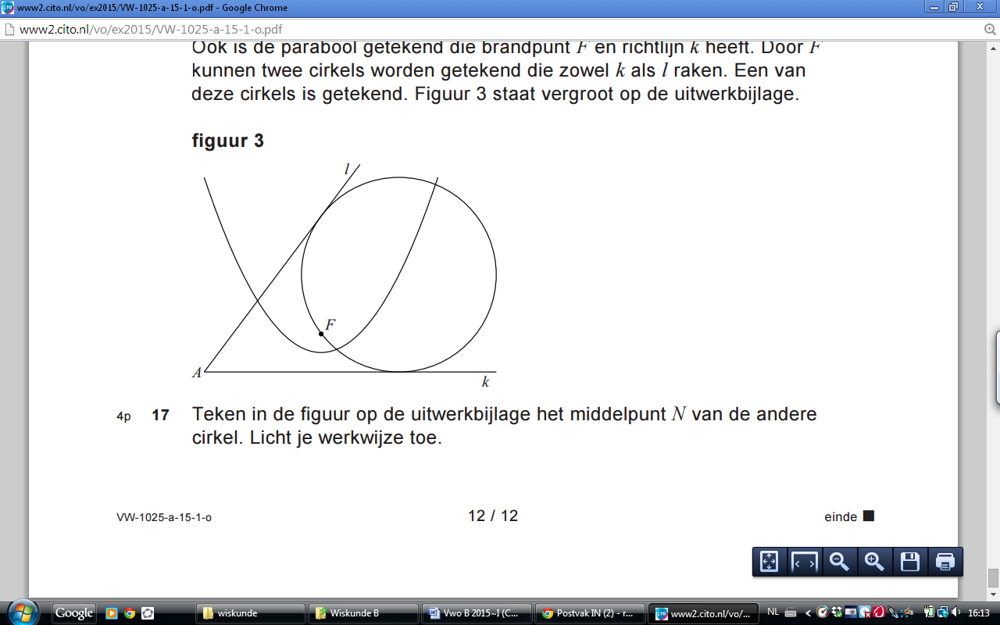 www2.cito.nl/vo/ex2015/VW-1025-a-15-1-o.pdf - Google Chrome
www2.cito.nl/vo/ex2015/VW-1025-a-15-1-o.pdf
Ook is de parabool getekend die brandpunt F en richtlijn k heeft. Door F
kunnen twee cirkels worden getekend die zowel k als l raken. Een van
deze cirkels is getekend. Figuur 3 staat vergroot op de uitwerkbijlage.
figuur 3
l
F
A
k
4p 17 Teken in de figuur op de uitwerkbijlage het middelpunt N van de andere
cirkel. Licht je werkwijze toe.
VW-1025-a-15-1-o 12 / 12 einde
Google wiskunde Wiskunde B Vwo B 2015~I (C... Postvak IN (2) - r... www2.cito.nl/vo/... NL 16:13